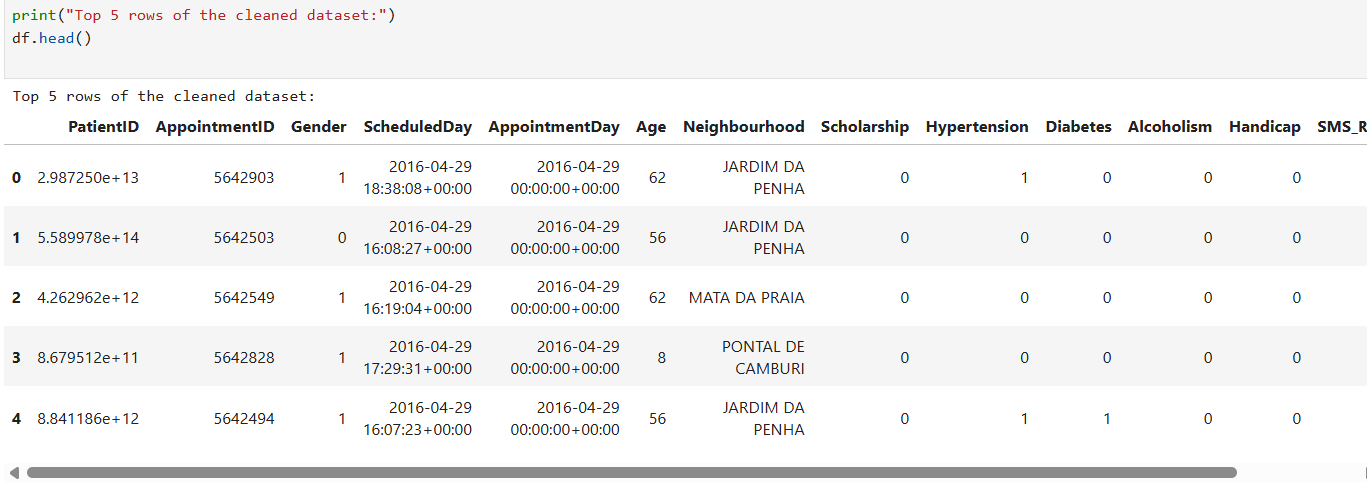 print("Top 5 rows of the cleaned dataset:")
df.head()
Top 5 rows of the cleaned dataset:
PatientID AppointmentID Gender ScheduledDay AppointmentDay Age Neighbourhood Scholarship Hypertension Diabetes Alcoholism Handicap SMS_R
0 2.987250e+13 5642903 1 2016-04-29 18:38:08+00:00 2016-04-29 00:00:00+00:00 62 JARDIM DA PENHA 0 1 0 0 0
1 5.589978e+14 5642503 0 2016-04-29 16:08:27+00:00 2016-04-29 00:00:00+00:00 56 JARDIM DA PENHA 0 0 0 0 0
2 4.262962e+12 5642549 1 2016-04-29 16:19:04+00:00 2016-04-29 00:00:00+00:00 62 MATA DA PRAIA 0 0 0 0 0
3 8.679512e+11 5642828 1 2016-04-29 17:29:31+00:00 2016-04-29 00:00:00+00:00 8 PONTAL DE CAMBURI 0 0 0 0 0
4 8.841186e+12 5642494 1 2016-04-29 16:07:23+00:00 2016-04-29 00:00:00+00:00 56 JARDIM DA PENHA 0 1 1 0 0